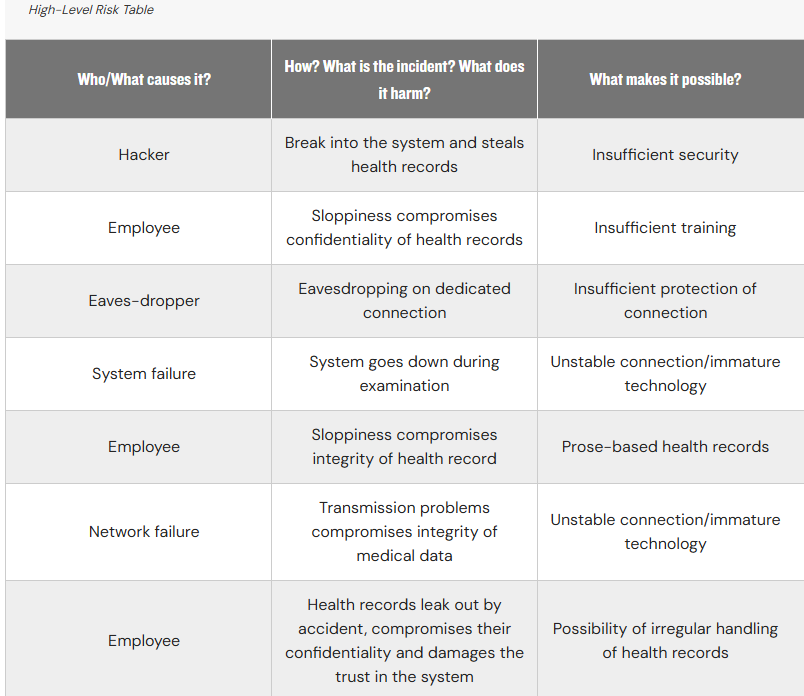 High-Level Risk Table
Who/What causes it?
How? What is the incident? What does
it harm?
What makes it possible?
Hacker
Break into the system and steals
health records
Insufficient security
Employee
Sloppiness compromises
confidentiality of health records
Insufficient training
Eaves-dropper
Eavesdropping on dedicated
connection
Insufficient protection of
connection
System failure
System goes down during
examination
Unstable connection/immature
technology
Employee
Sloppiness compromises
integrity of health record
Prose-based health records
Network failure
Transmission problems
compromises integrity of
medical data
Unstable connection/immature
technology
Employee
Health records leak out by
accident, compromises their
confidentiality and damages the
trust in the system
Possibility of irregular handling
of health records